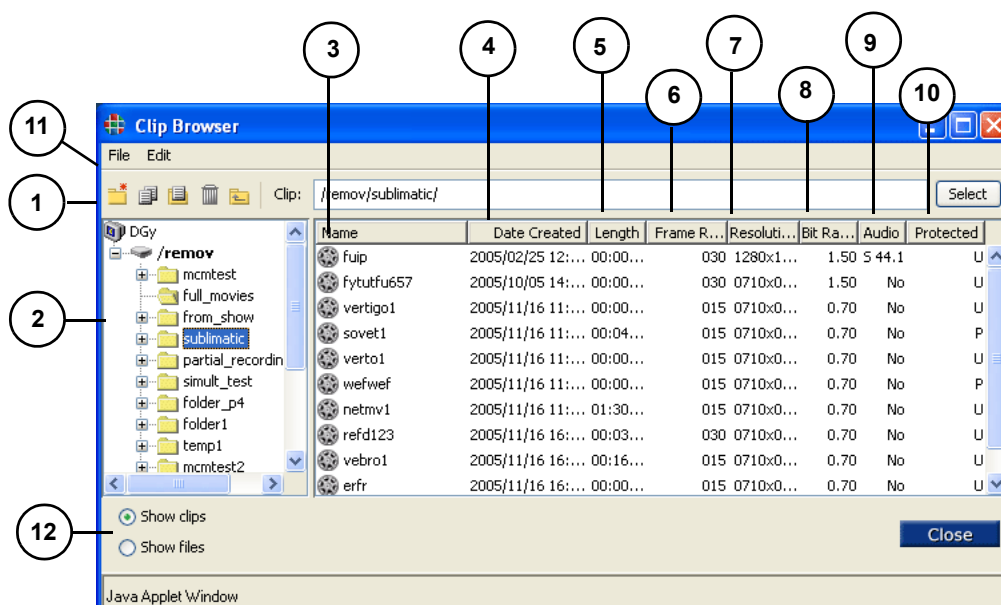 3
4
5
6
7
8
9
10
11
Clip Browser
File Edit
1
Clip: /remov/sublimatic/ Select
2
DGy
/remov
mcmtest
full_movies
from_show
sublimatic
partial_recordin
simult_test
folder_p4
folder1
temp1
mcmtest2
Name Date Created Length Frame R... Resoluti... Bit Ra... Audio Protected
fuip 2005/02/25 12:... 00:00... 030 1280x1... 1.50 S 44.1 U
fytutfu657 2005/10/05 14:... 00:00... 030 0710x0... 1.50 No U
vertigo1 2005/11/16 11:... 00:00... 015 0710x0... 0.70 No U
sovet1 2005/11/16 11:... 00:04... 015 0710x0... 0.70 No P
verto1 2005/11/16 11:... 00:00... 015 0710x0... 0.70 No U
wefwef 2005/11/16 11:... 00:00... 015 0710x0... 0.70 No P
netmv1 2005/11/16 11:... 01:30... 015 0710x0... 0.70 No U
refd123 2005/11/16 16:... 00:03... 030 0710x0... 0.70 No U
vebro1 2005/11/16 16:... 00:16... 015 0710x0... 0.70 No U
erfr 2005/11/16 16:... 00:00... 015 0710x0... 0.70 No U
12
Show clips
Show files
Close
Java Applet Window